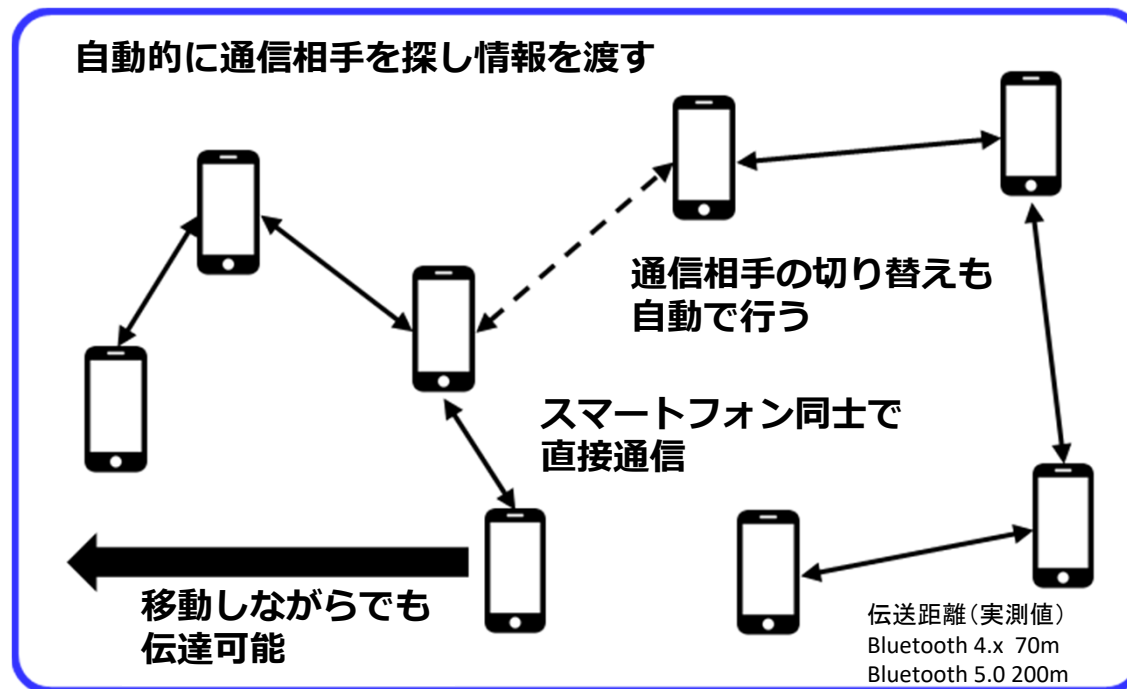 自動的に通信相手を探し情報を渡す
通信相手の切り替えも
自動で行う
スマートフォン同士で
直接通信
移動しながらでも
伝達可能
伝送距離（実測値）
Bluetooth 4.x  70m
Bluetooth 5.0 200m